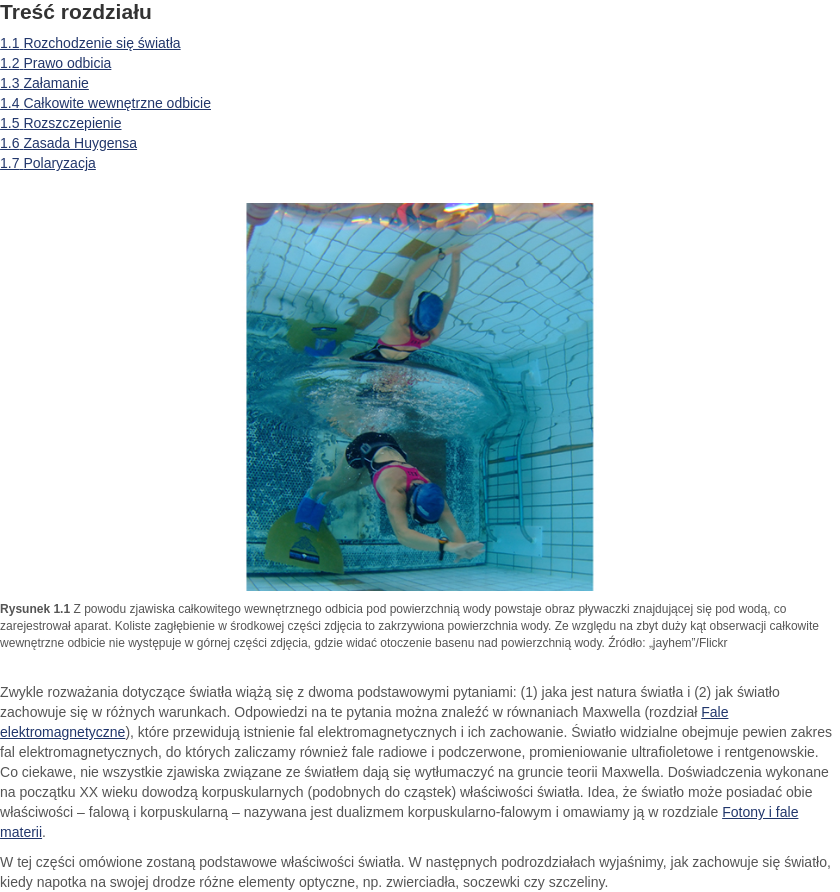 Treść rozdziału
1.1 Rozchodzenie się światła
1.2 Prawo odbicia
1.3 Załamanie
1.4 Całkowite wewnętrzne odbicie
1.5 Rozszczepienie
1.6 Zasada Huygensa
1.7 Polaryzacja
Rysunek 1.1 Z powodu zjawiska całkowitego wewnętrznego odbicia pod powierzchnią wody powstaje obraz pływaczki znajdującej się pod wodą, co
zarejestrował aparat. Koliste zagłębienie w środkowej części zdjęcia to zakrzywiona powierzchnia wody. Ze względu na zbyt duży kąt obserwacji całkowite
wewnętrzne odbicie nie występuje w górnej części zdjęcia, gdzie widać otoczenie basenu nad powierzchnią wody. Źródło: „jayhem”/Flickr
Zwykle rozważania dotyczące światła wiążą się z dwoma podstawowymi pytaniami: (1) jaka jest natura światła i (2) jak światło
zachowuje się w różnych warunkach. Odpowiedzi na te pytania można znaleźć w równaniach Maxwella (rozdział Fale
elektromagnetyczne), które przewidują istnienie fal elektromagnetycznych i ich zachowanie. Światło widzialne obejmuje pewien zakres
fal elektromagnetycznych, do których zaliczamy również fale radiowe i podczerwone, promieniowanie ultrafioletowe i rentgenowskie.
Co ciekawe, nie wszystkie zjawiska związane ze światłem dają się wytłumaczyć na gruncie teorii Maxwella. Doświadczenia wykonane
na początku XX wieku dowodzą korpuskularnych (podobnych do cząstek) właściwości światła. Idea, że światło może posiadać obie
właściwości – falową i korpuskularną – nazywana jest dualizmem korpuskularno-falowym i omawiamy ją w rozdziale Fotony i fale
materii.
W tej części omówione zostaną podstawowe właściwości światła. W następnych podrozdziałach wyjaśnimy, jak zachowuje się światło,
kiedy napotka na swojej drodze różne elementy optyczne, np. zwierciadła, soczewki czy szczeliny.